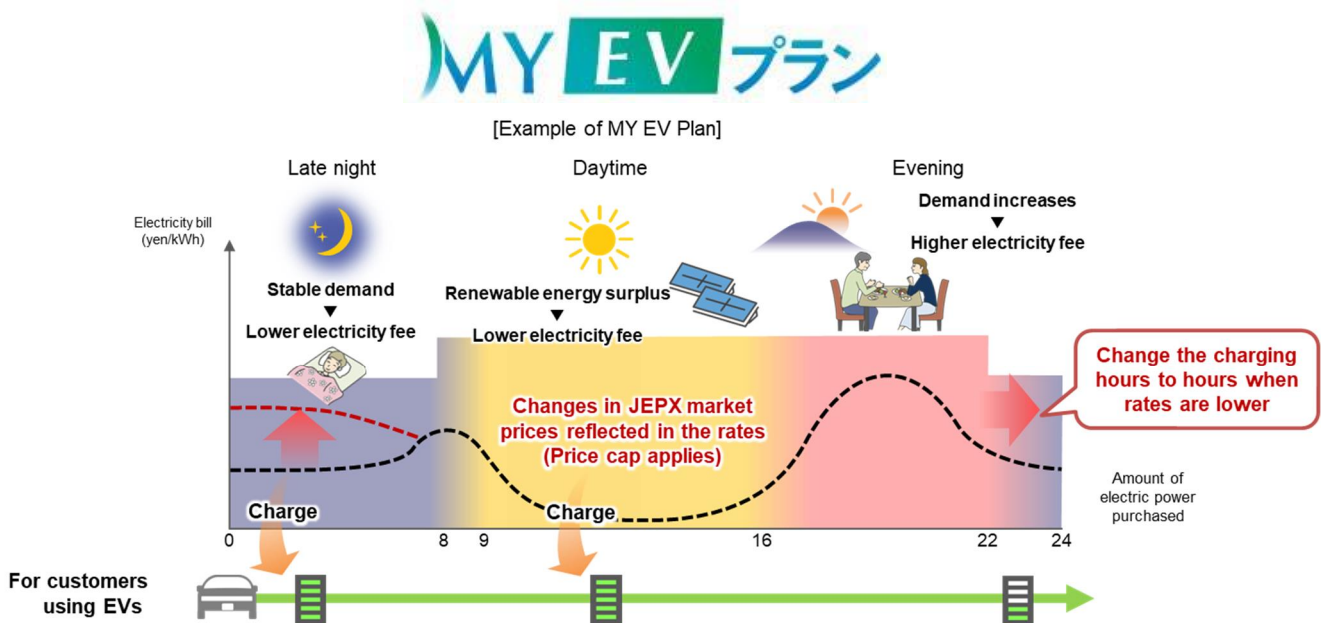 MY EV プラン
[Example of MY EV Plan]
Late night
Daytime
Evening
Electricity bill
(yen/kWh)
Stable demand
▼
Lower electricity fee
Renewable energy surplus
▼
Lower electricity fee
Demand increases
▼
Higher electricity fee
Changes in JEPX market
prices reflected in the rates
(Price cap applies)
Change the charging
hours to hours when
rates are lower
Charge
Charge
Amount of
electric power
purchased
0
8
9
16
22
24
For customers
using EVs